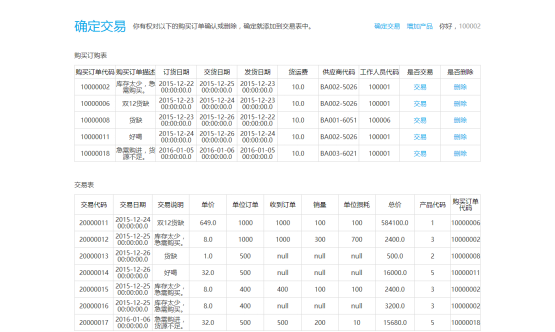 确定交易 你有权对以下的购买订单确认或删除，确定就添加到交易表中。 确定交易 增加产品 你好，100002
购买订购表
购买订单代码 购买订单描述 订货日期 交货日期 发货日期 货运费 供应商代码 工作人员代码 是否交易 是否删除
10000002 库存太少，急需购买。 2015-12-22 00:00:00.0 2015-12-25 00:00:00.0 2015-12-23 00:00:00.0 10.0 BA002-5026 100001 交易 删除
10000006 双12货缺 2015-12-23 00:00:00.0 2015-12-24 00:00:00.0 2015-12-23 00:00:00.0 10.0 BA002-5026 100001 交易 删除
10000008 货缺 2015-12-23 00:00:00.0 2015-12-26 00:00:00.0 2015-12-22 00:00:00.0 10.0 BA001-6051 100006 交易 删除
10000011 好喝 2015-12-24 00:00:00.0 2015-12-26 00:00:00.0 2015-12-24 00:00:00.0 10.0 BA002-5026 100001 交易 删除
10000018 急需购进，货源不足。 2016-01-05 00:00:00.0 2016-01-06 00:00:00.0 2016-01-05 00:00:00.0 10.0 BA003-6021 100001 交易 删除
交易表
交易代码 交易日期 交易说明 单价 单位订单 收到订单 销量 单位损耗 总价 产品代码 购买订单代码
20000011 2015-12-24 00:00:00.0 双12货缺 649.0 1000 1000 100 100 584100.0 1 10000006
20000012 2015-12-25 00:00:00.0 库存太少，急需购买。 8.0 1000 1000 300 700 2400.0 3 10000002
20000013 2015-12-26 00:00:00.0 货缺 1.0 500 null null null 500.0 2 10000008
20000014 2015-12-26 00:00:00.0 好喝 32.0 500 null null null 16000.0 5 10000011
20000015 2015-12-25 00:00:00.0 库存太少，急需购买。 8.0 400 400 100 100 2400.0 3 10000002
20000016 2015-12-25 00:00:00.0 库存太少，急需购买。 8.0 400 null null null 3200.0 3 10000002
20000017 2016-01-06 00:00:00.0 急需购进，货源不足。 32.0 500 500 200 10 15680.0 5 10000018